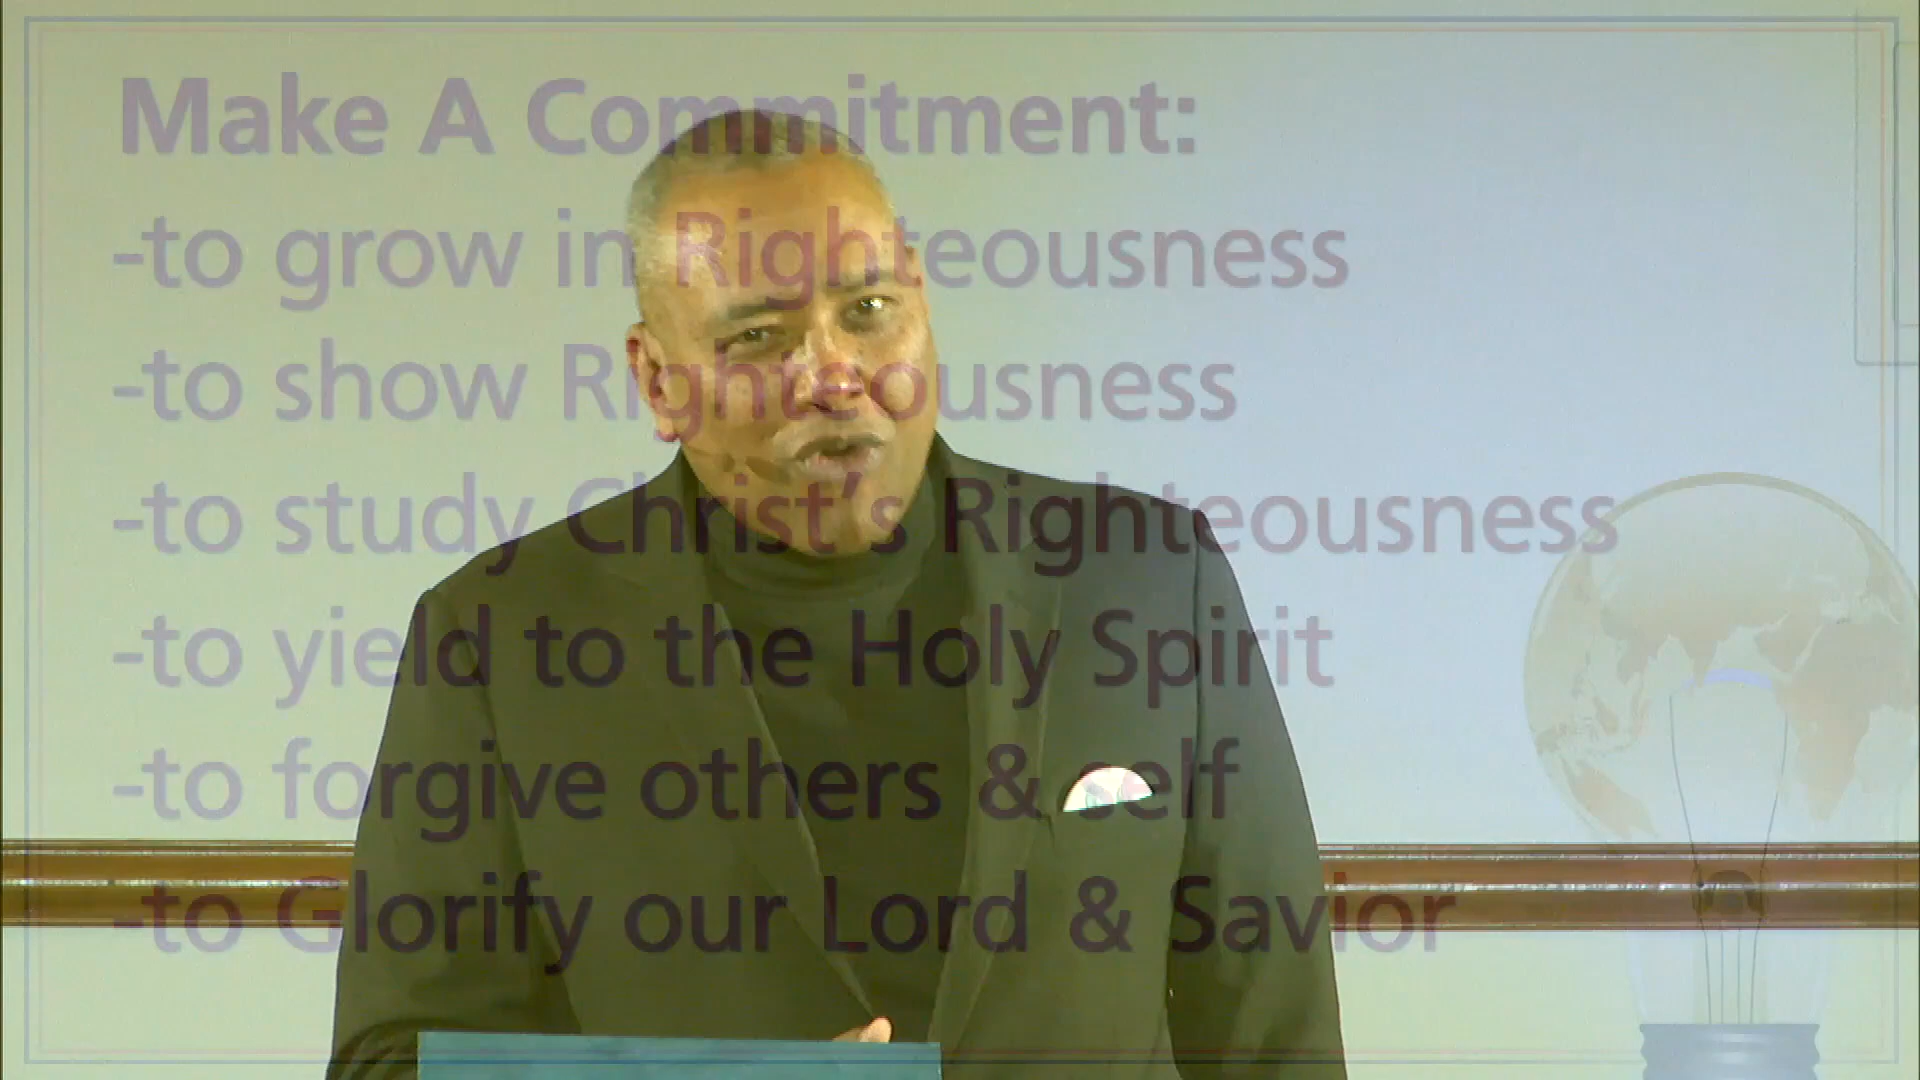 Make A Commitment:
-to grow in Righteousness
-to show Righteousness
-to study Christ's Righteousness
-to yield to the Holy Spirit
-to forgive others & self
-to Glorify our Lord & Savior